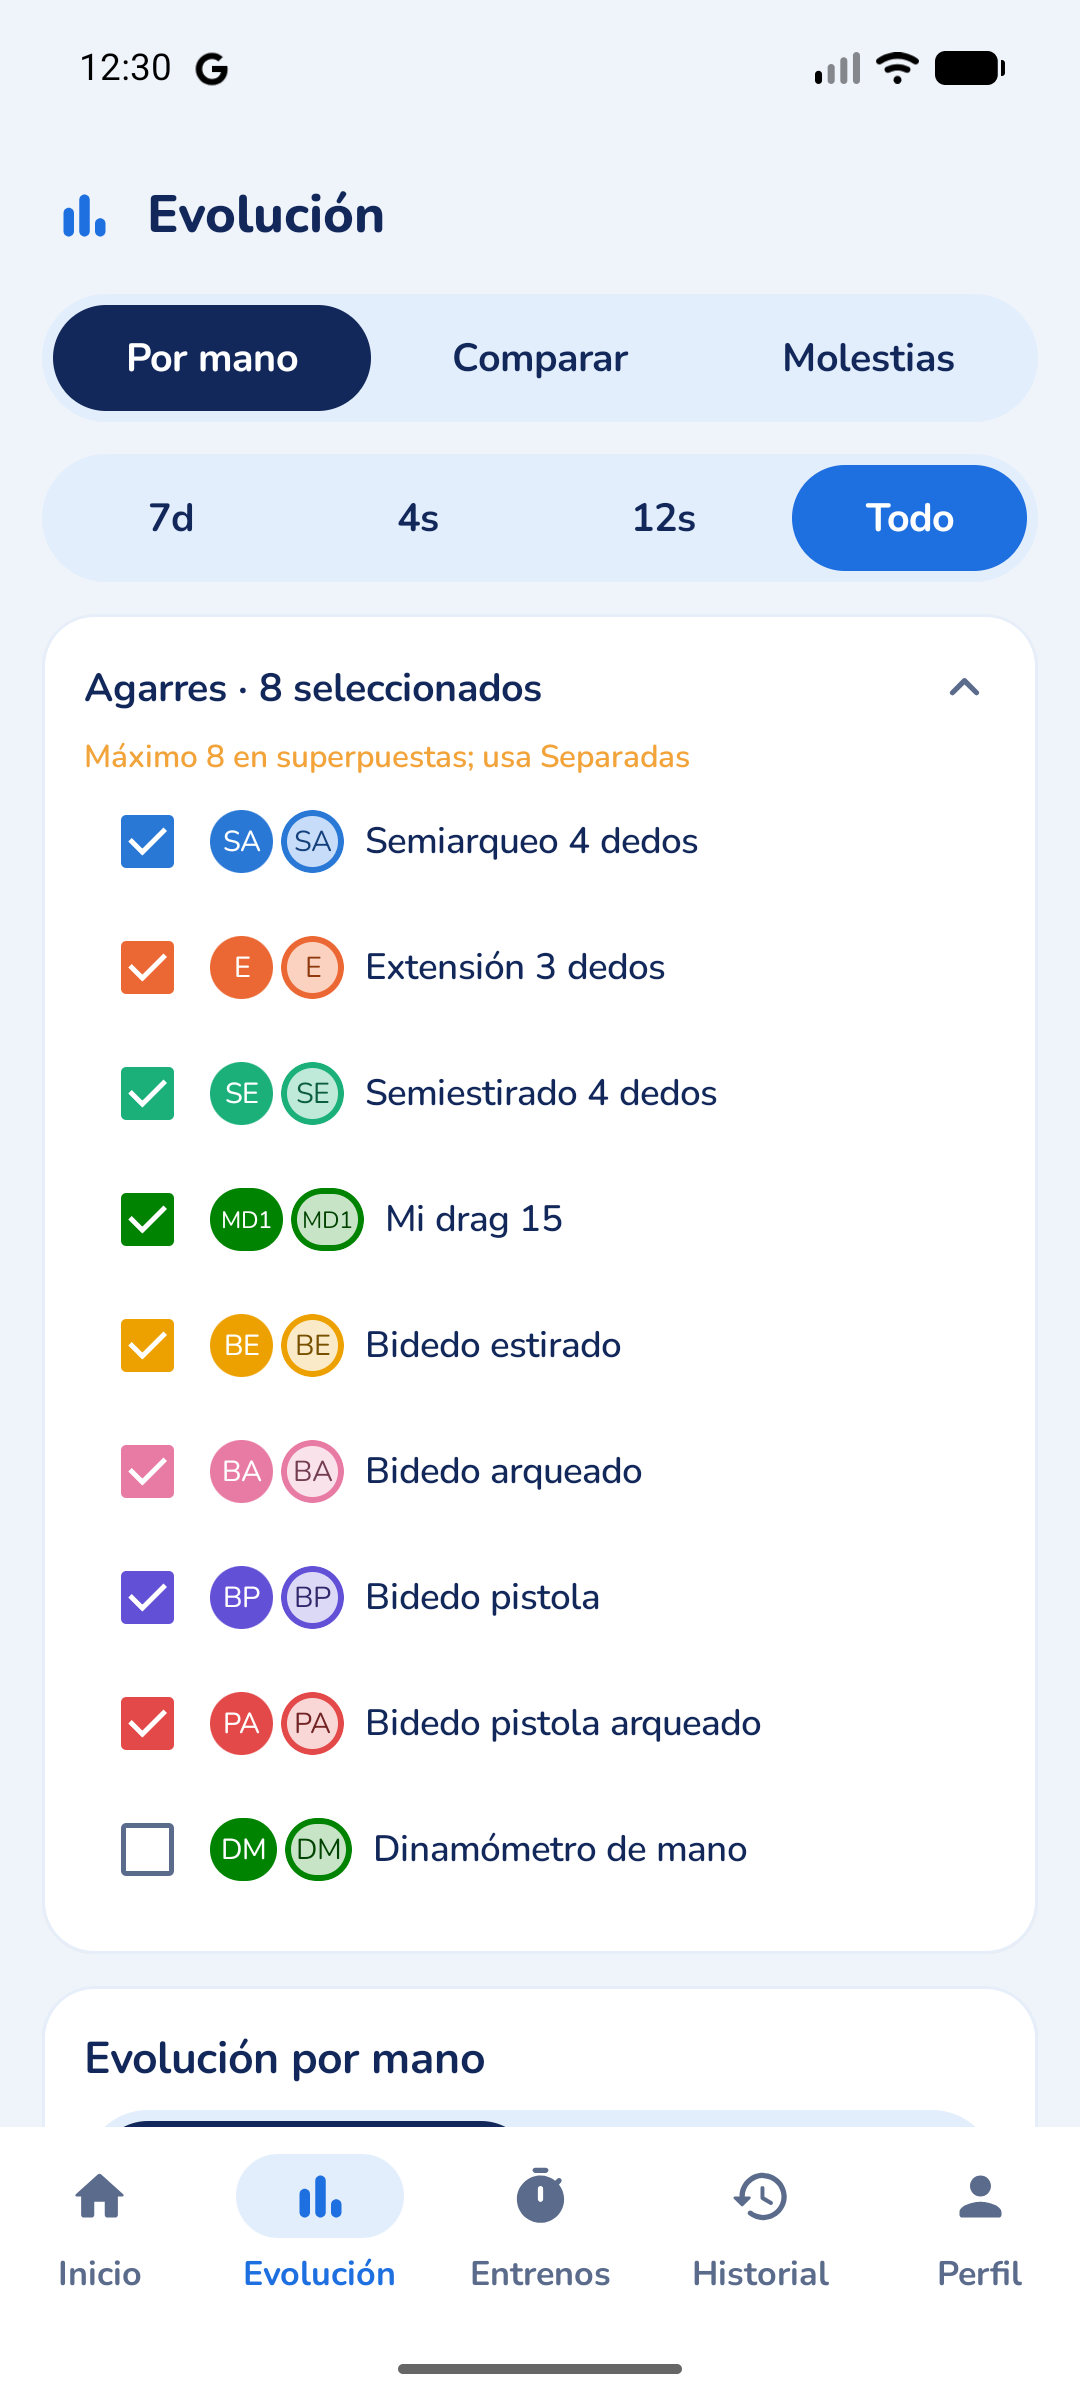 12:30
Evolución
Por mano Comparar Molestias
7d 4s 12s Todo
Agarres · 8 seleccionados
Máximo 8 en superpuestas; usa Separadas
SA SA Semiarqueo 4 dedos
E E Extensión 3 dedos
SE SE Semiestirado 4 dedos
MD1 MD1 Mi drag 15
BE BE Bidedo estirado
BA BA Bidedo arqueado
BP BP Bidedo pistola
PA PA Bidedo pistola arqueado
DM DM Dinamómetro de mano
Evolución por mano
Inicio Evolución Entrenos Historial Perfil